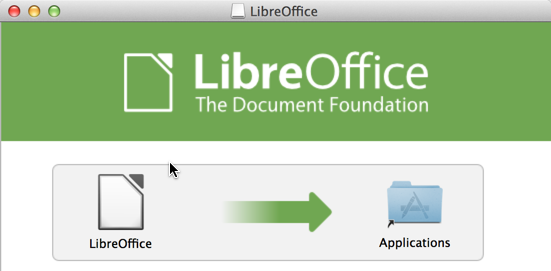 LibreOffice
LibreOffice
The Document Foundation
LibreOffice
Applications